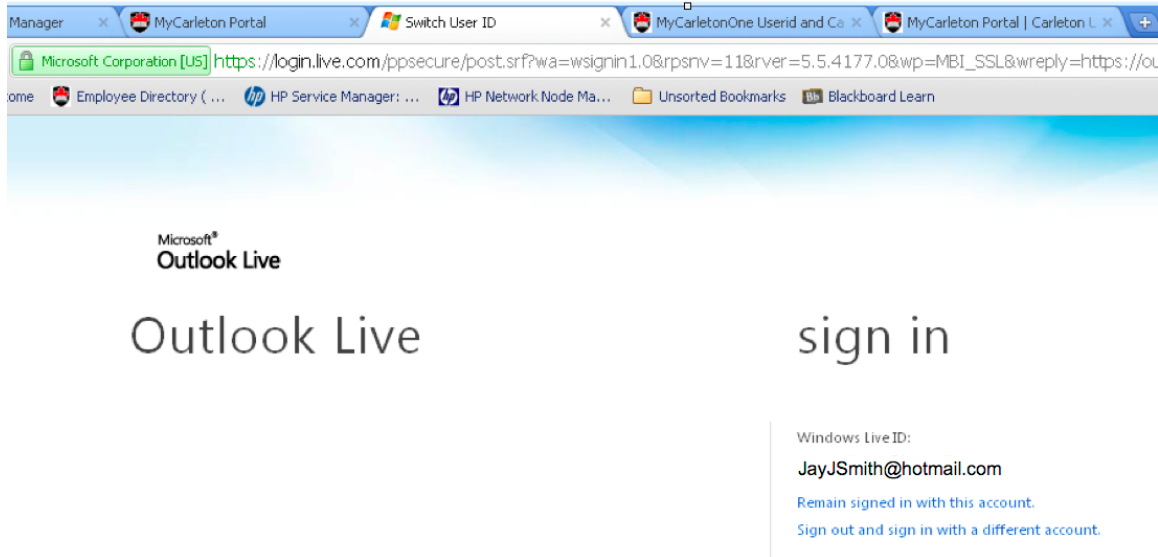 Manager MyCarleton Portal Switch User ID MyCarletonOne Userid and Ca MyCarleton Portal | Carleton U
Microsoft Corporation [US] https://login.live.com/ppsecure/post.srf?wa=wsignin1.0&rpsnv=11&rver=5.5.4177.0&wp=MBI_SSL&wreply=https://ou
ome Employee Directory ( ... HP Service Manager: ... HP Network Node Ma... Unsorted Bookmarks Bb Blackboard Learn
Microsoft®
Outlook Live
Outlook Live
sign in
Windows Live ID:
JayJSmith@hotmail.com
Remain signed in with this account.
Sign out and sign in with a different account.